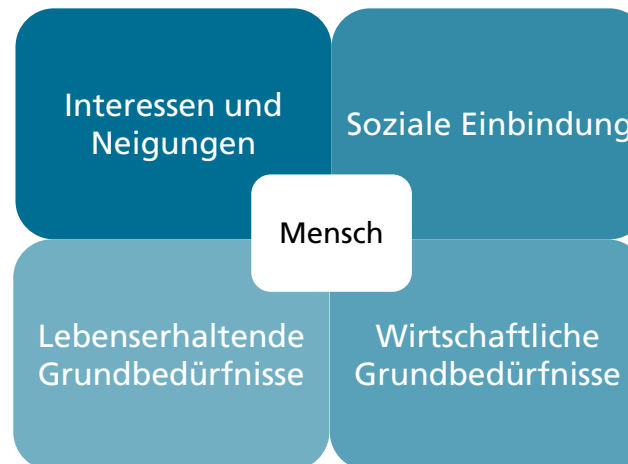 Interessen und
Neigungen
Soziale Einbindung
Mensch
Lebenserhaltende
Grundbedürfnisse
Wirtschaftliche
Grundbedürfnisse